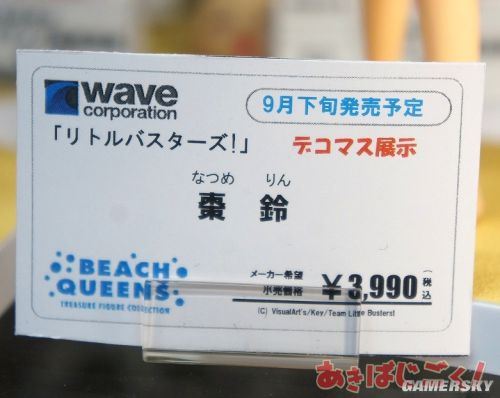 wave
corporation
9月下旬発売予定
「リトルバスターズ!」
デコマス展示
なつめ りん
棗 鈴
BEACH
QUEENS
TREASURE FIGURE COLLECTION
メーカー希望
小売価格
¥3,990
(税込)
(C) VisualArt's/Key/Team Little Busters!
あきばじごく!
GAMERSKY